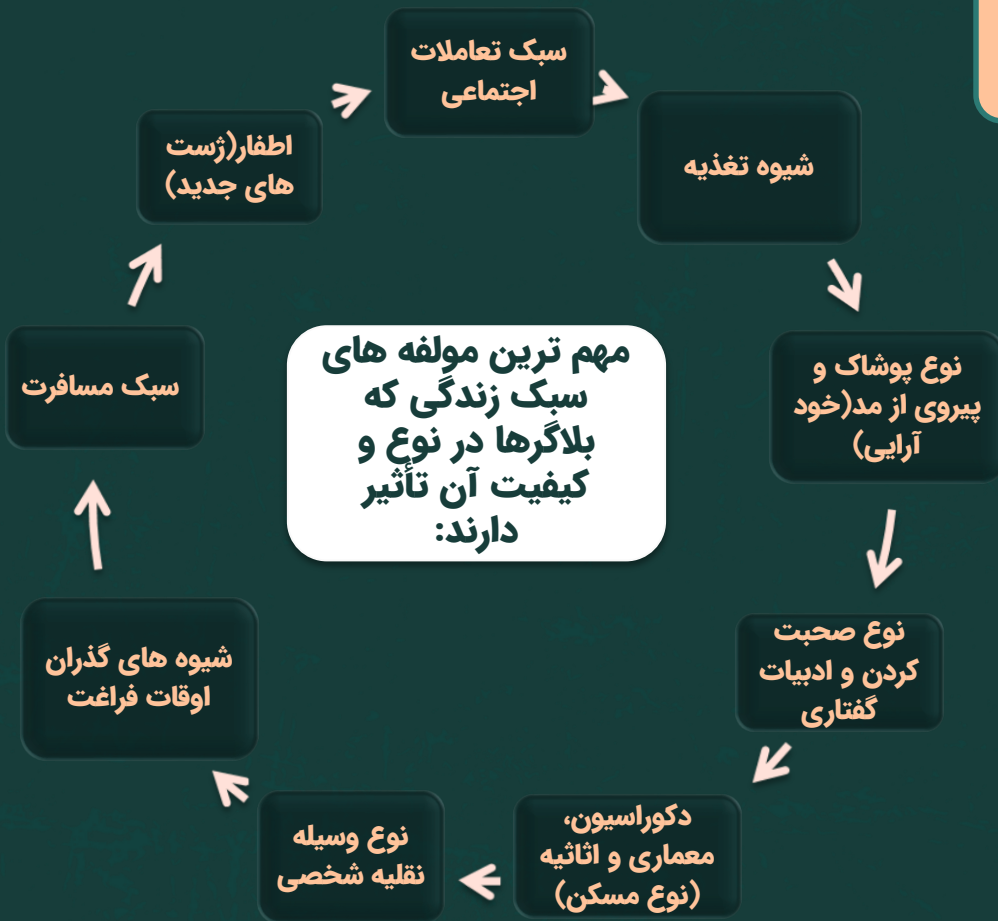 سبک تعاملات
اجتماعی
شیوه تغذیه
نوع پوشاک و
پیروی از مد(خود
آرایی)
نوع صحبت
کردن و ادبیات
گفتاری
دکوراسیون،
معماری و اثاثیه
(نوع مسکن)
نوع وسیله
نقلیه شخصی
شیوه های گذران
اوقات فراغت
سبک مسافرت
اطفار(ژست
های جدید)
مهم ترین مولفه های
سبک زندگی که
بلاگرها در نوع و
کیفیت آن تأثیر
دارند: